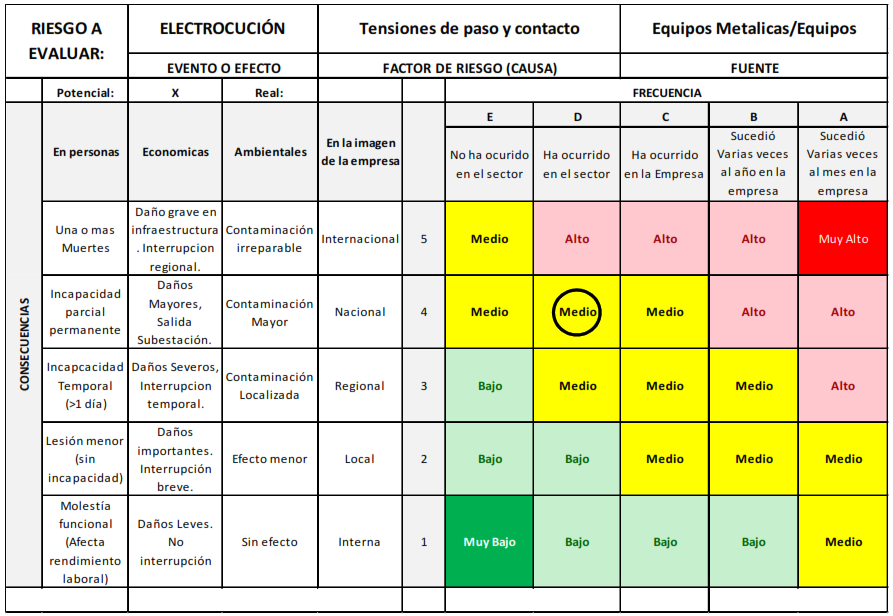 RIESGO A
EVALUAR:
ELECTROCUCIÓN
Tensiones de paso y contacto
Equipos Metalicas/Equipos
EVENTO O EFECTO
FACTOR DE RIESGO (CAUSA)
FUENTE
Potencial:
X
Real:
FRECUENCIA
CONSECUENCIAS
En personas
Economicas
Ambientales
En la imagen
de la empresa
E
D
C
B
A
No ha ocurido
en el sector
Ha ocurrido
en el sector
Ha ocurrido
en la Empresa
Sucedió
Varias veces
al año en la
empresa
Sucedió
Varias veces
al mes en la
empresa
Una o mas
Muertes
Daño grave en
infraestructura
. Interrupcion
regional.
Contaminación
irreparable
Internacional
5
Medio
Alto
Alto
Alto
Muy Alto
Incapacidad
parcial
permanente
Daños
Mayores,
Salida
Subestación.
Contaminación
Mayor
Nacional
4
Medio
Medio
Medio
Alto
Alto
Incapcacidad
Temporal
(>1 día)
Daños Severos,
Interrupcion
temporal.
Contaminación
Localizada
Regional
3
Bajo
Medio
Medio
Medio
Alto
Lesión menor
(sin
incapacidad)
Daños
importantes.
Interrupción
breve.
Efecto menor
Local
2
Bajo
Bajo
Medio
Medio
Medio
Molestía
funcional
(Afecta
rendimiento
laboral)
Daños Leves.
No
interrupción
Sin efecto
Interna
1
Muy Bajo
Bajo
Bajo
Bajo
Medio